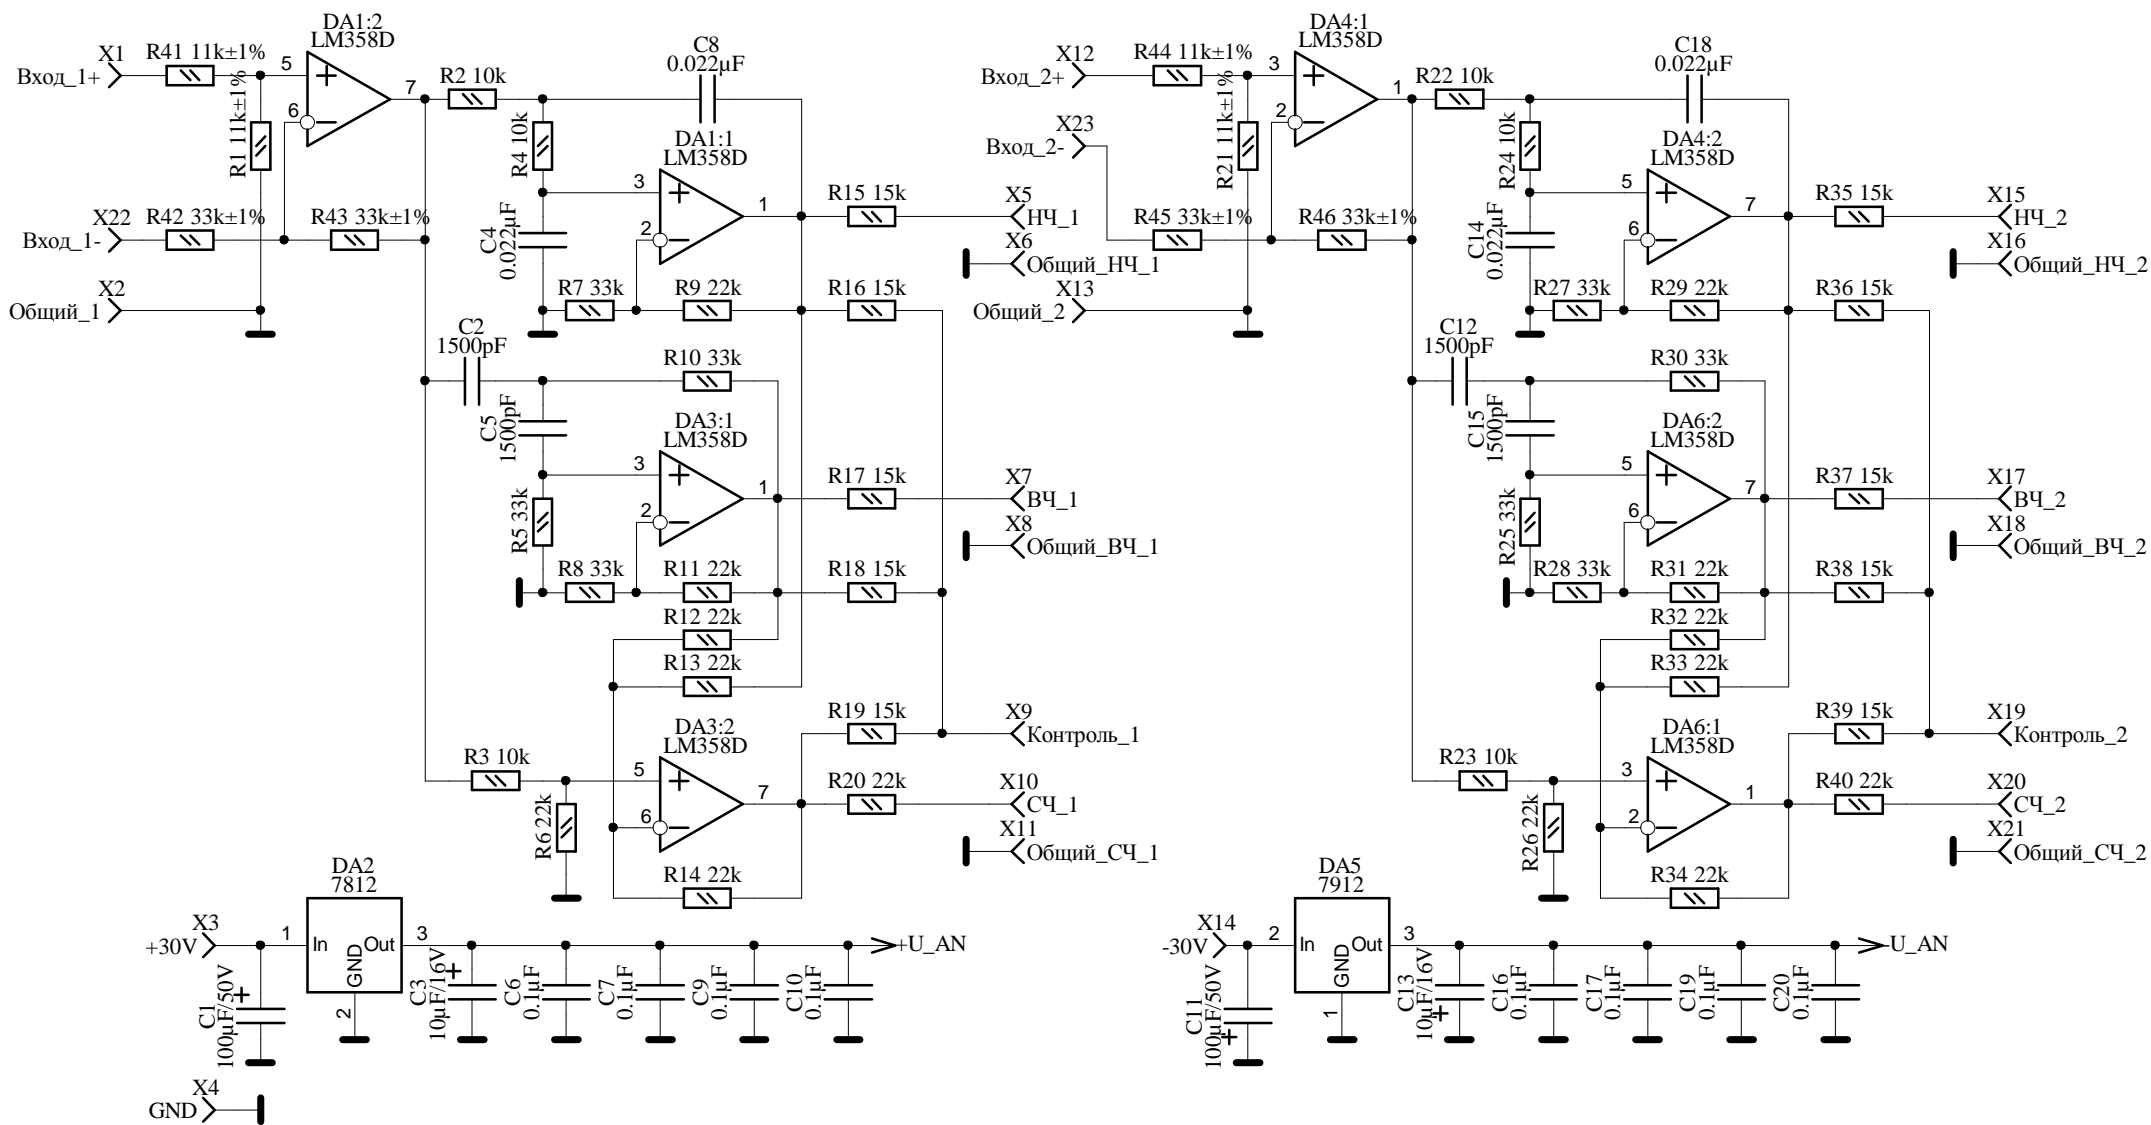 DA1:2
LM358D
X1
R41 11k±1%
Вход_1+
5
6
7
R1 11k±1%
X22
R42 33k±1%
R43 33k±1%
Вход_1-
X2
Общий_1
R2 10k
C8
0.022µF
R4 10k
DA1:1
LM358D
3
2
1
C4
0.022µF
R7 33k
R9 22k
R15 15k
X5
НЧ_1
X6
Общий_НЧ_1
R16 15k
C2
1500pF
R10 33k
C5
1500pF
DA3:1
LM358D
3
2
1
R5 33k
R8 33k
R11 22k
R17 15k
X7
ВЧ_1
X8
Общий_ВЧ_1
R18 15k
R12 22k
R13 22k
DA3:2
LM358D
R3 10k
5
6
7
R6 22k
R14 22k
R19 15k
X9
Контроль_1
R20 22k
X10
СЧ_1
X11
Общий_СЧ_1
DA2
7812
X3
+30V
1
In
Out
GND
3
2
C1
100µF/50V
+
C3
10µF/16V
+
C6
0.1µF
C7
0.1µF
C9
0.1µF
C10
0.1µF
+U_AN
X4
GND
DA4:1
LM358D
X12
R44 11k±1%
Вход_2+
3
2
1
X23
Вход_2-
R21 11k±1%
R45 33k±1%
R46 33k±1%
X13
Общий_2
R22 10k
C18
0.022µF
R24 10k
DA4:2
LM358D
5
6
7
C14
0.022µF
R27 33k
R29 22k
R35 15k
X15
НЧ_2
X16
Общий_НЧ_2
R36 15k
C12
1500pF
R30 33k
C15
1500pF
DA6:2
LM358D
5
6
7
R25 33k
R28 33k
R31 22k
R37 15k
X17
ВЧ_2
X18
Общий_ВЧ_2
R38 15k
R32 22k
R33 22k
DA6:1
LM358D
R23 10k
3
2
1
R26 22k
R34 22k
R39 15k
X19
Контроль_2
R40 22k
X20
СЧ_2
X21
Общий_СЧ_2
DA5
7912
X14
-30V
2
In
Out
GND
3
1
C11
100µF/50V
+
C13
10µF/16V
+
C16
0.1µF
C17
0.1µF
C19
0.1µF
C20
0.1µF
-U_AN